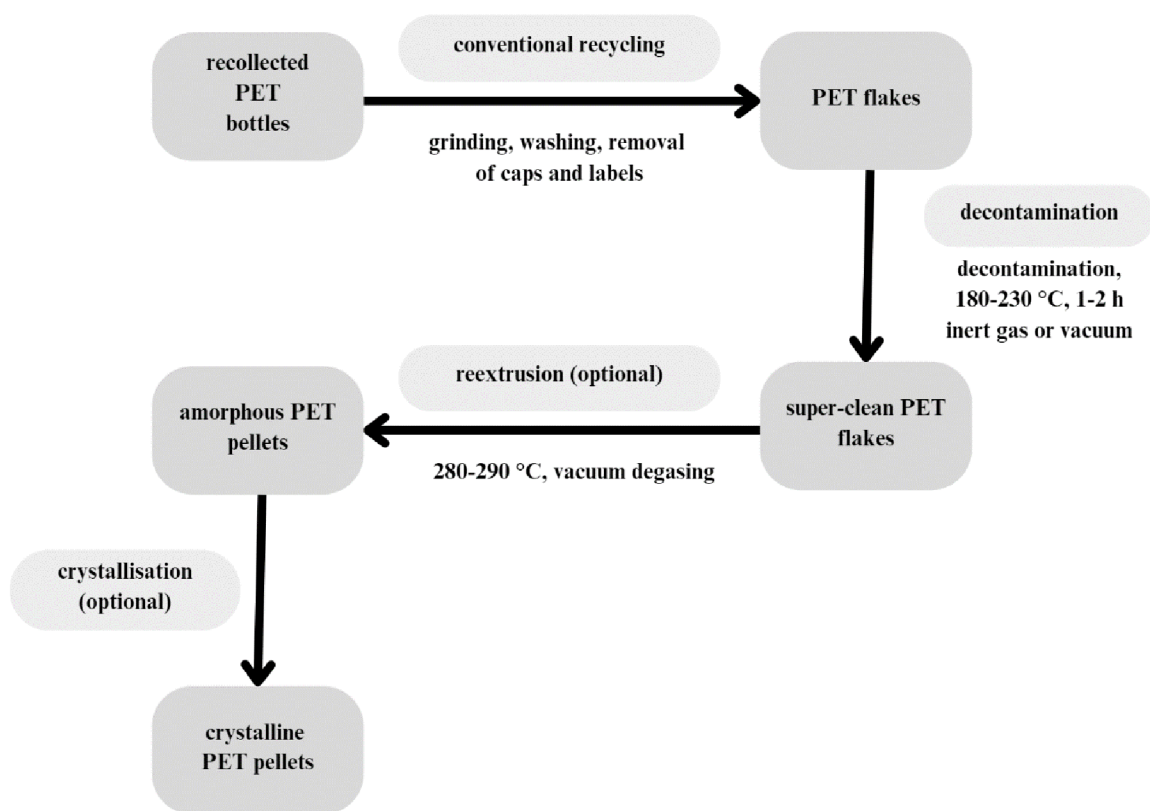 recollected
PET
bottles
conventional recycling
grinding, washing, removal
of caps and labels
PET flakes
decontamination
decontamination,
180-230 °C, 1-2 h
inert gas or vacuum
super-clean PET
flakes
reextrusion (optional)
280-290 °C, vacuum degasing
amorphous PET
pellets
crystallisation
(optional)
crystalline
PET pellets